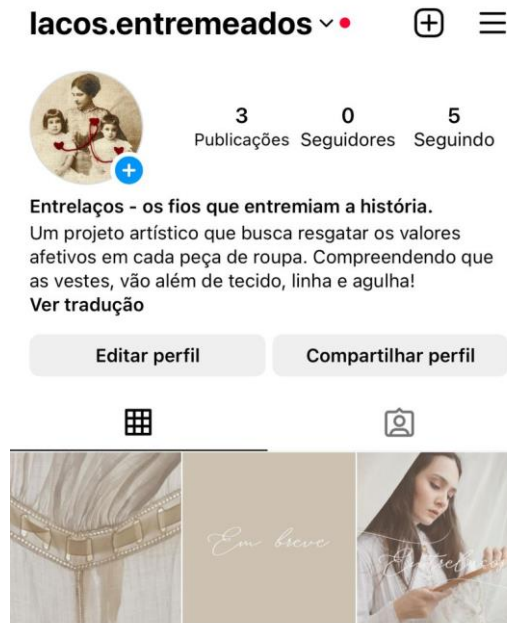 lacos.entremeados
3 0 5
Publicações Seguidores Seguindo
Entrelaços - os fios que entremiam a história.
Um projeto artístico que busca resgatar os valores
afetivos em cada peça de roupa. Compreendendo que
as vestes, vão além de tecido, linha e agulha!
Ver tradução
Editar perfil Compartilhar perfil
Em breve
Entrelaços